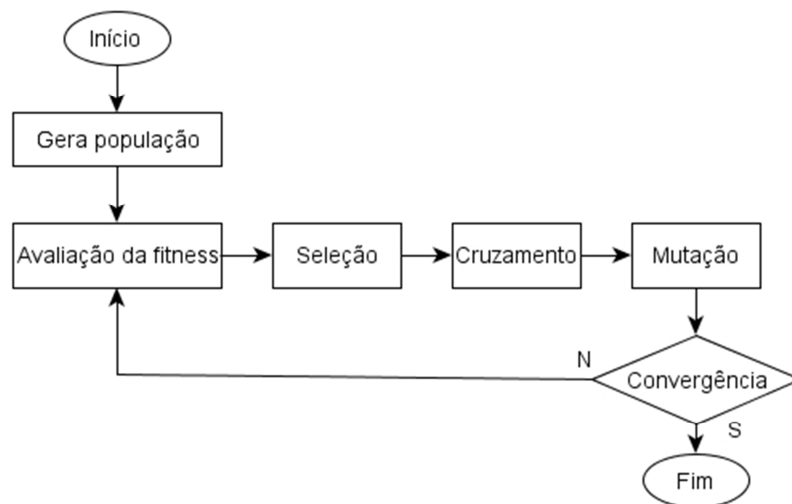 Início
Gera população
Avaliação da fitness
Seleção
Cruzamento
Mutação
N
Convergência
S
Fim